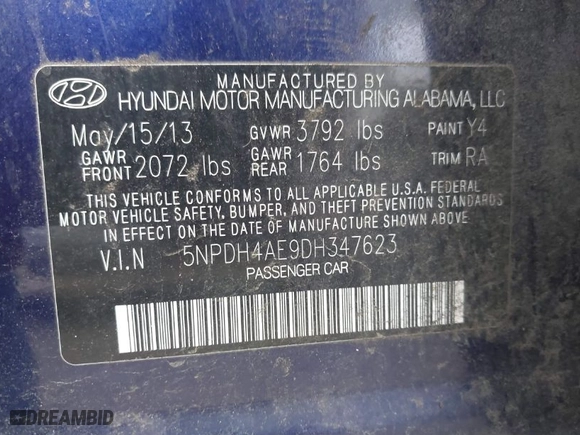 MANUFACTURED BY
HYUNDAI MOTOR MANUFACTURING ALABAMA, LLC
May/15/13 GVWR 3792 lbs PAINT Y4
GAWR FRONT 2072 lbs GAWR REAR 1764 lbs TRIM RA
THIS VEHICLE CONFORMS TO ALL APPLICABLE U.S.A. FEDERAL
MOTOR VEHICLE SAFETY, BUMPER, AND THEFT PREVENTION STANDARDS
IN EFFECT ON THE DATE OF MANUFACTURE SHOWN ABOVE.
V.I.N 5NPDH4AE9DH347623
PASSENGER CAR
DREAMBID